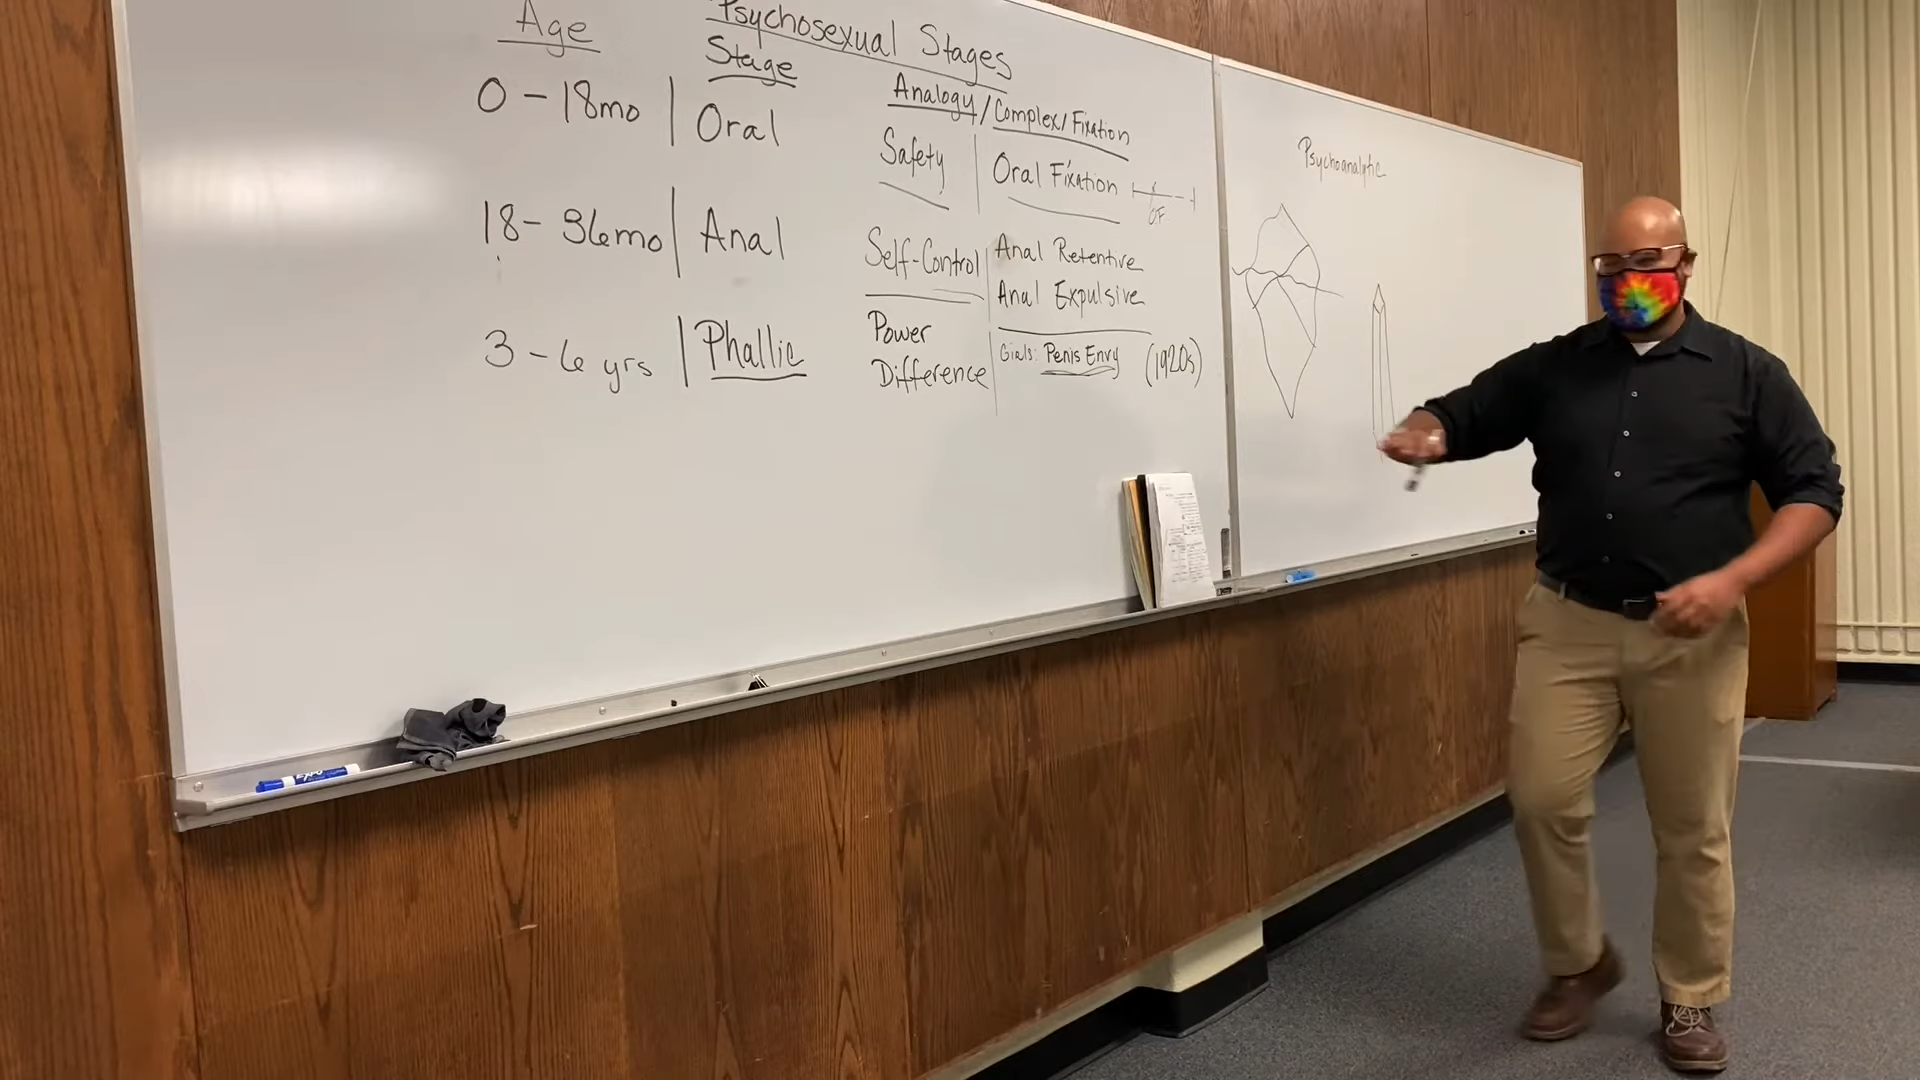 Age
Psychosexual Stages
Stage
Analogy/Complex/Fixation
0-18mo | Oral
Safety | Oral Fixation
OF
18-36mo | Anal
Self-Control | Anal Retentive
Anal Expulsive
3-6 yrs | Phallic
Power
Difference | Girls: Penis Envy (1920s)
Psychoanalytic
EXPO